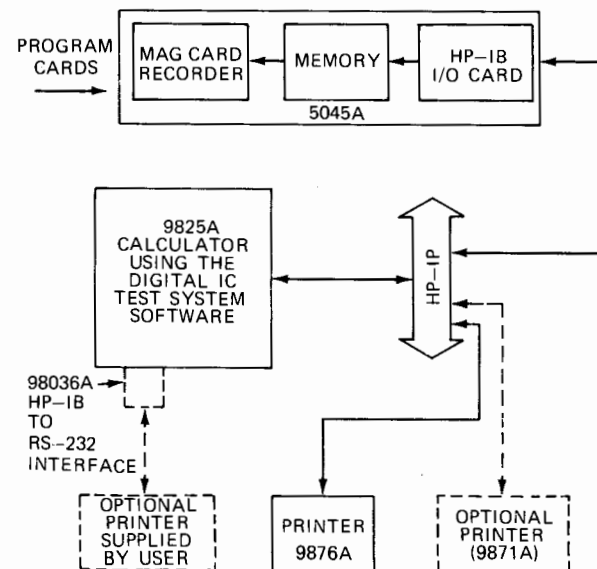 PROGRAM
CARDS
MAG CARD
RECORDER
MEMORY
HP-IB
I/O CARD
5045A
9825A
CALCULATOR
USING THE
DIGITAL IC
TEST SYSTEM
SOFTWARE
HP-IP
98036A
HP-IB
TO
RS--232
INTERFACE
OPTIONAL
PRINTER
SUPPLIED
BY USER
PRINTER
9876A
OPTIONAL
PRINTER
(9871A)